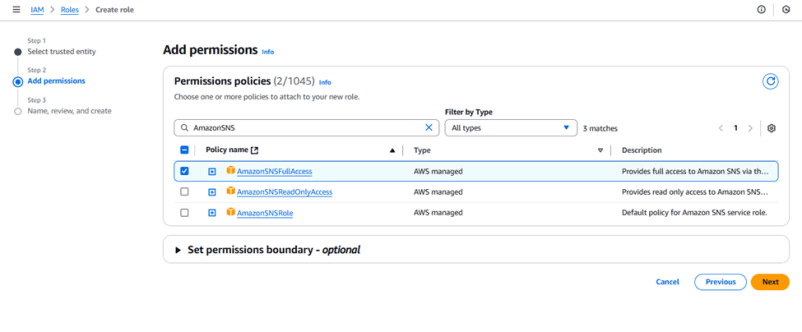 IAM > Roles > Create role
Step 1
Select trusted entity
Step 2
Add permissions
Step 3
Name, review, and create
Add permissions Info
Permissions policies (2/1045) Info
Choose one or more policies to attach to your new role.
Filter by Type
AmazonSNS
All types
3 matches
1
Policy name
Type
Description
AmazonSNSFullAccess
AWS managed
Provides full access to Amazon SNS via th...
AmazonSNSReadOnlyAccess
AWS managed
Provides read only access to Amazon SNS...
AmazonSNSRole
AWS managed
Default policy for Amazon SNS service role.
Set permissions boundary - optional
Cancel
Previous
Next